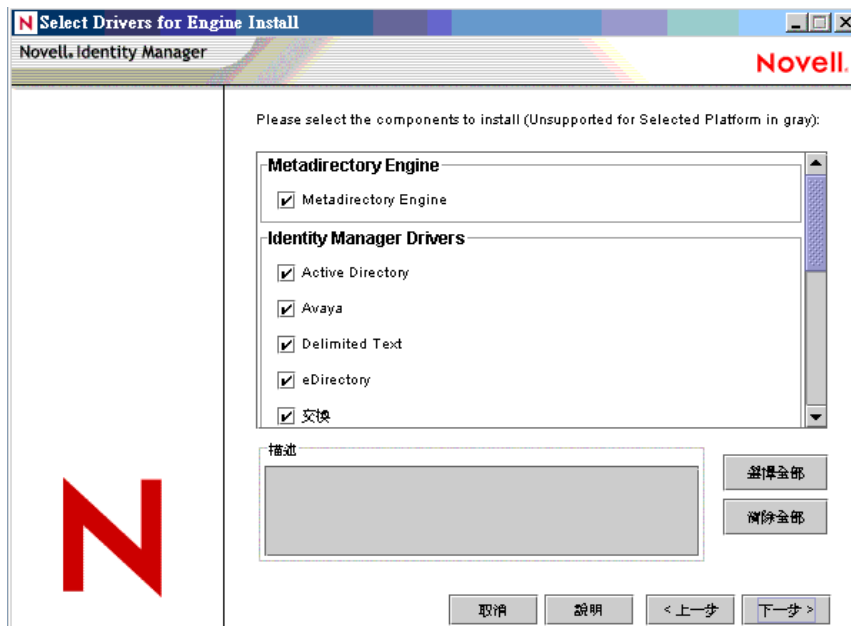 Select Drivers for Engine Install
Novell® Identity Manager
Novell®
Please select the components to install (Unsupported for Selected Platform in gray):
Metadirectory Engine
Metadirectory Engine
Identity Manager Drivers
Active Directory
Avaya
Delimited Text
eDirectory
交換
描述
選擇全部
清除全部
取消
說明
< 上一步
下一步 >